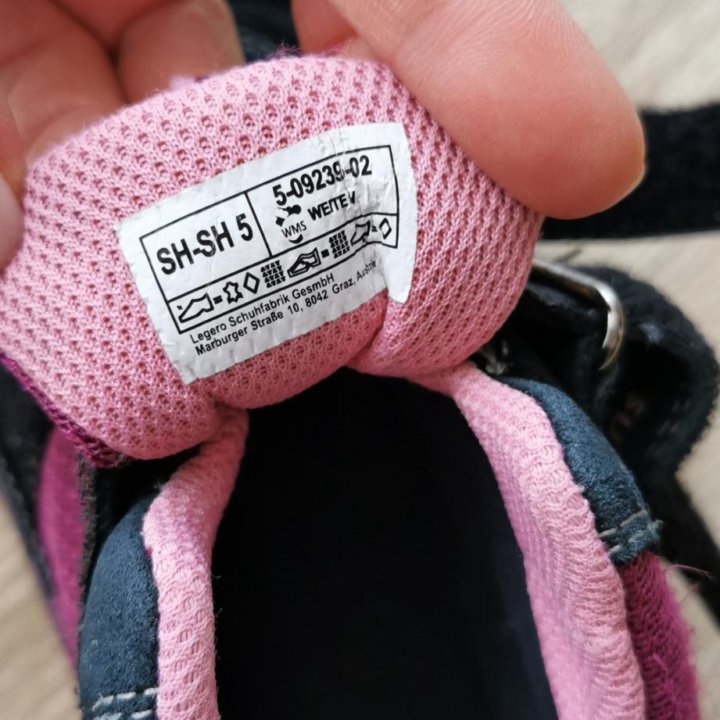 SH-SH 5
5-09239-02
WMS WEITE V
Legero Schuhfabrik GesmbH
Marburger Straße 10, 8042 Graz,